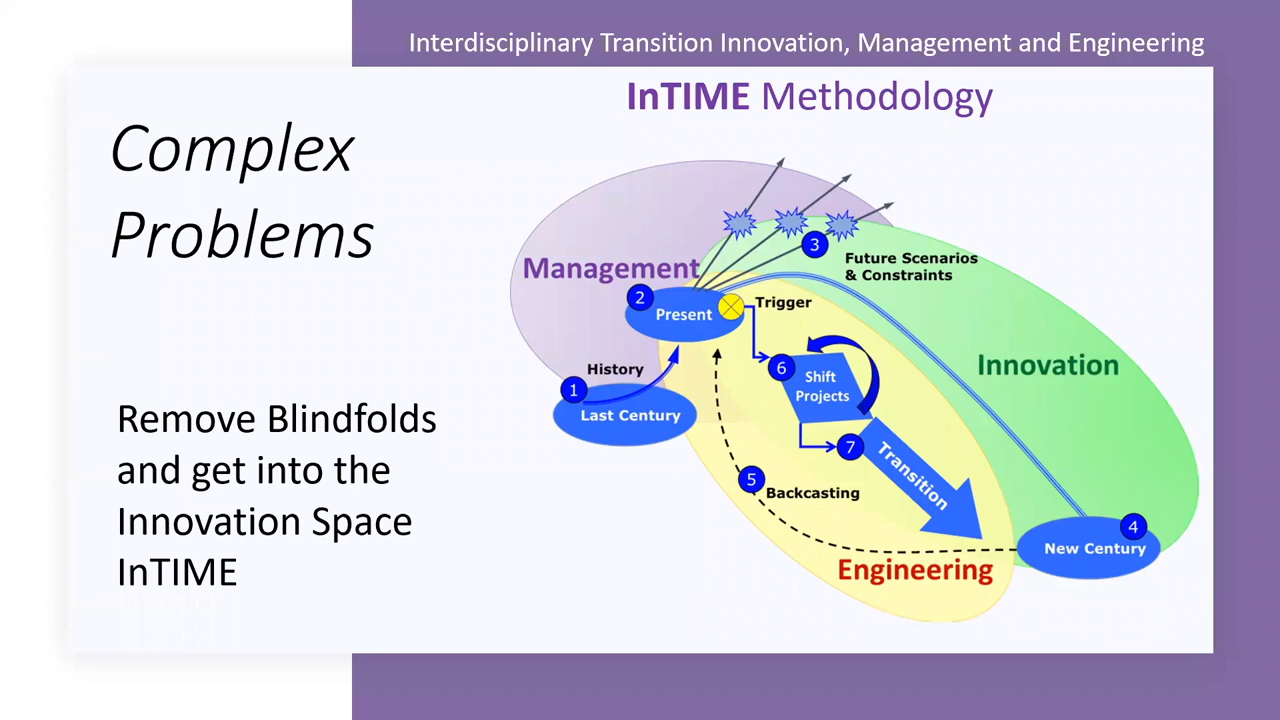 Interdisciplinary Transition Innovation, Management and Engineering
InTIME Methodology
Complex
Problems
Remove Blindfolds
and get into the
Innovation Space
InTIME
Management
3
Future Scenarios
& Constraints
2
Present
Trigger
Innovation
History
1
Last Century
6
Shift
Projects
7
Transition
5
Backcasting
4
New Century
Engineering